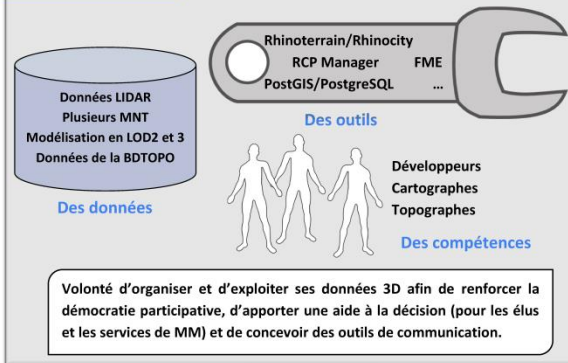 Rhinoterrain/Rhinocity
RCP Manager FME
PostGIS/PostgreSQL ...
Des outils
Données LIDAR
Plusieurs MNT
Modélisation en LOD2 et 3
Données de la BDTOPO
Des données
Développeurs
Cartographes
Topographes
Des compétences
Volonté d’organiser et d’exploiter ses données 3D afin de renforcer la
démocratie participative, d’apporter une aide à la décision (pour les élus
et les services de MM) et de concevoir des outils de communication.